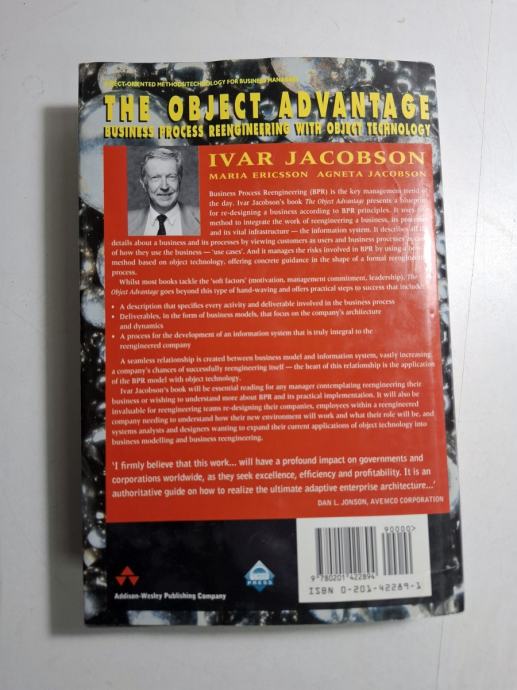 OBJECT-ORIENTED METHODS/TECHNOLOGY FOR BUSINESS MANAGERS
THE OBJECT ADVANTAGE
BUSINESS PROCESS REENGINEERING WITH OBJECT TECHNOLOGY
IVAR JACOBSON
MARIA ERICSSON AGNETA JACOBSON
Business Process Reengineering (BPR) is the key management trend of
the day. Ivar Jacobson's book The Object Advantage presents a blueprint
for re-designing a business according to BPR principles. It uses
method to integrate the work of reengineering a business, its processes
and its vital infrastructure — the information system. It describes all the
details about a business and its processes by viewing customers as users and business processes
of how they use the business — 'use cases'. And it manages the risks involved in BPR by using a
method based on object technology, offering concrete guidance in the shape of a formal reengineering
process.
Whilst most books tackle the 'soft factors' (motivation, management commitment, leadership), The
Object Advantage goes beyond this type of hand-waving and offers practical steps to success that include:
• A description that specifies every activity and deliverable involved in the business process
• Deliverables, in the form of business models, that focus on the company's architecture
and dynamics
• A process for the development of an information system that is truly integral to the
reengineered company
A seamless relationship is created between business model and information system, vastly increasing
a company's chances of successfully reengineering itself — the heart of this relationship is the application
of the BPR model with object technology.
Ivar Jacobson's book will be essential reading for any manager contemplating reengineering their
business or wishing to understand more about BPR and its practical implementation. It will also be
invaluable for reengineering teams re-designing their companies, employees within a reengineered
company needing to understand how their new environment will work and what their role will be, and
systems analysts and designers wanting to expand their current applications of object technology into
business modelling and business reengineering.
'I firmly believe that this work... will have a profound impact on governments and
corporations worldwide, as they seek excellence, efficiency and profitability. It is an
authoritative guide on how to realize the ultimate adaptive enterprise architecture...'
DAN L. JONSON, AVEMCO CORPORATION
90000>
9 780201 422894
ISBN 0-201-42289-1
PRESS
Addison-Wesley Publishing Company